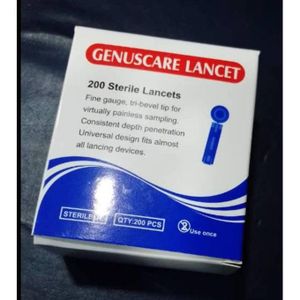 GENUSCARE LANCET
200 Sterile Lancets
Fine gauge, tri-bevel tip for
virtually painless sampling.
Consistent depth penetration
Universal design fits almost
all lancing devices.
STERILE
QTY:200 PCS
2 Use once